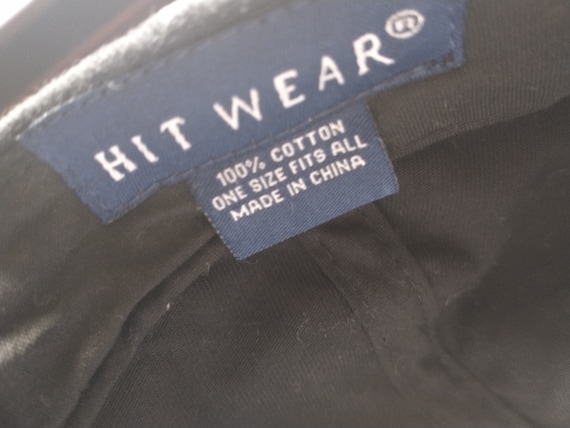 HIT WEAR®
100% COTTON
ONE SIZE FITS ALL
MADE IN CHINA